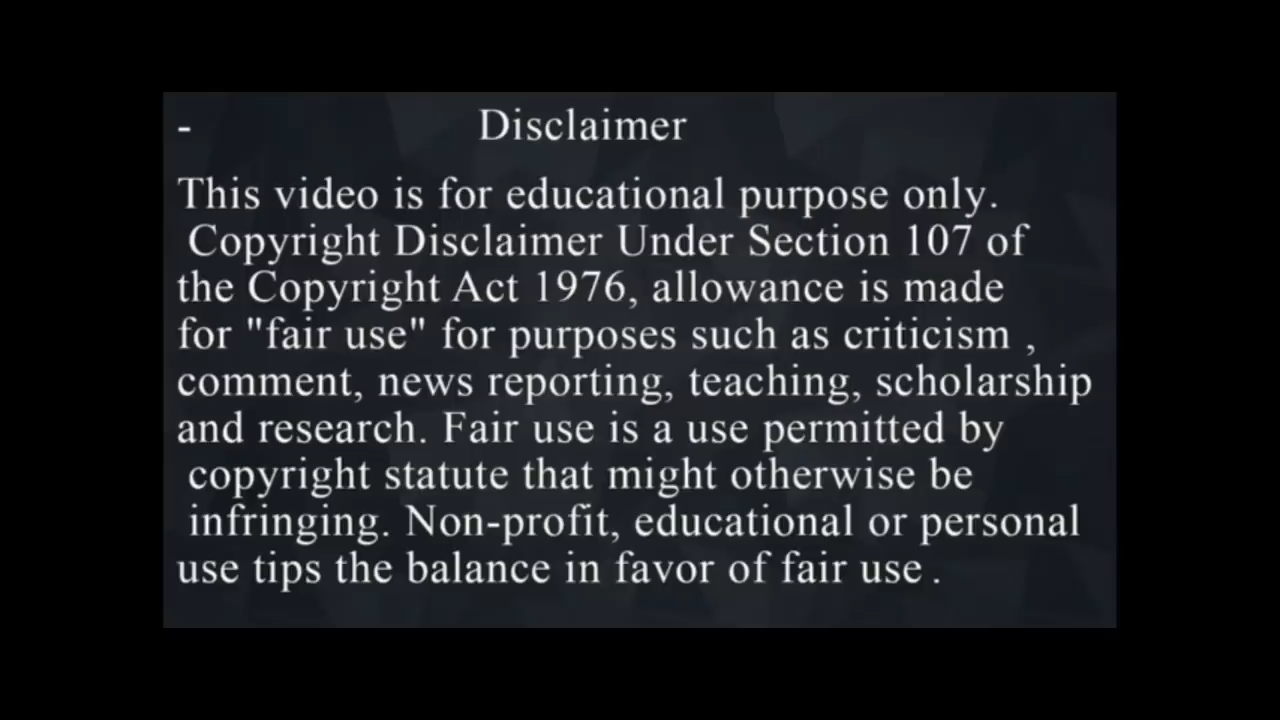 - Disclaimer
This video is for educational purpose only.
Copyright Disclaimer Under Section 107 of
the Copyright Act 1976, allowance is made
for "fair use" for purposes such as criticism ,
comment, news reporting, teaching, scholarship
and research. Fair use is a use permitted by
copyright statute that might otherwise be
infringing. Non-profit, educational or personal
use tips the balance in favor of fair use .